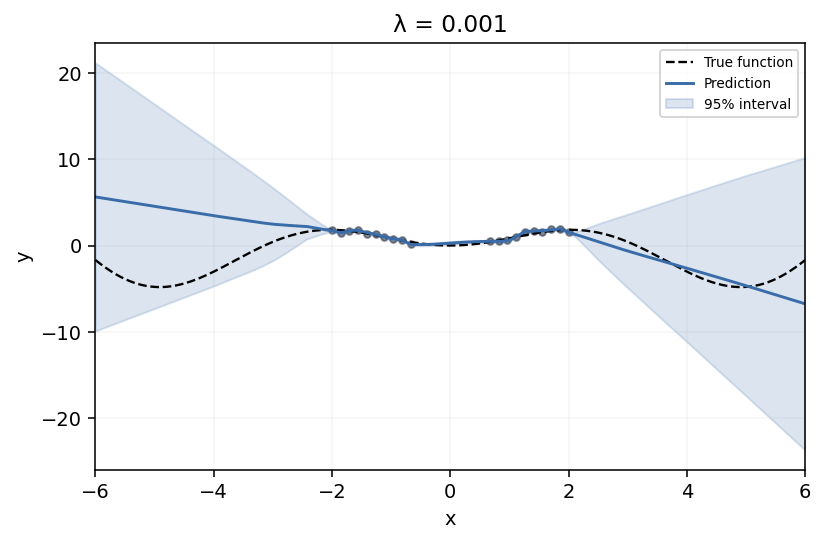 λ = 0.001
True function
Prediction
95% interval
20
10
0
−10
−20
y
−6
−4
−2
0
2
4
6
x